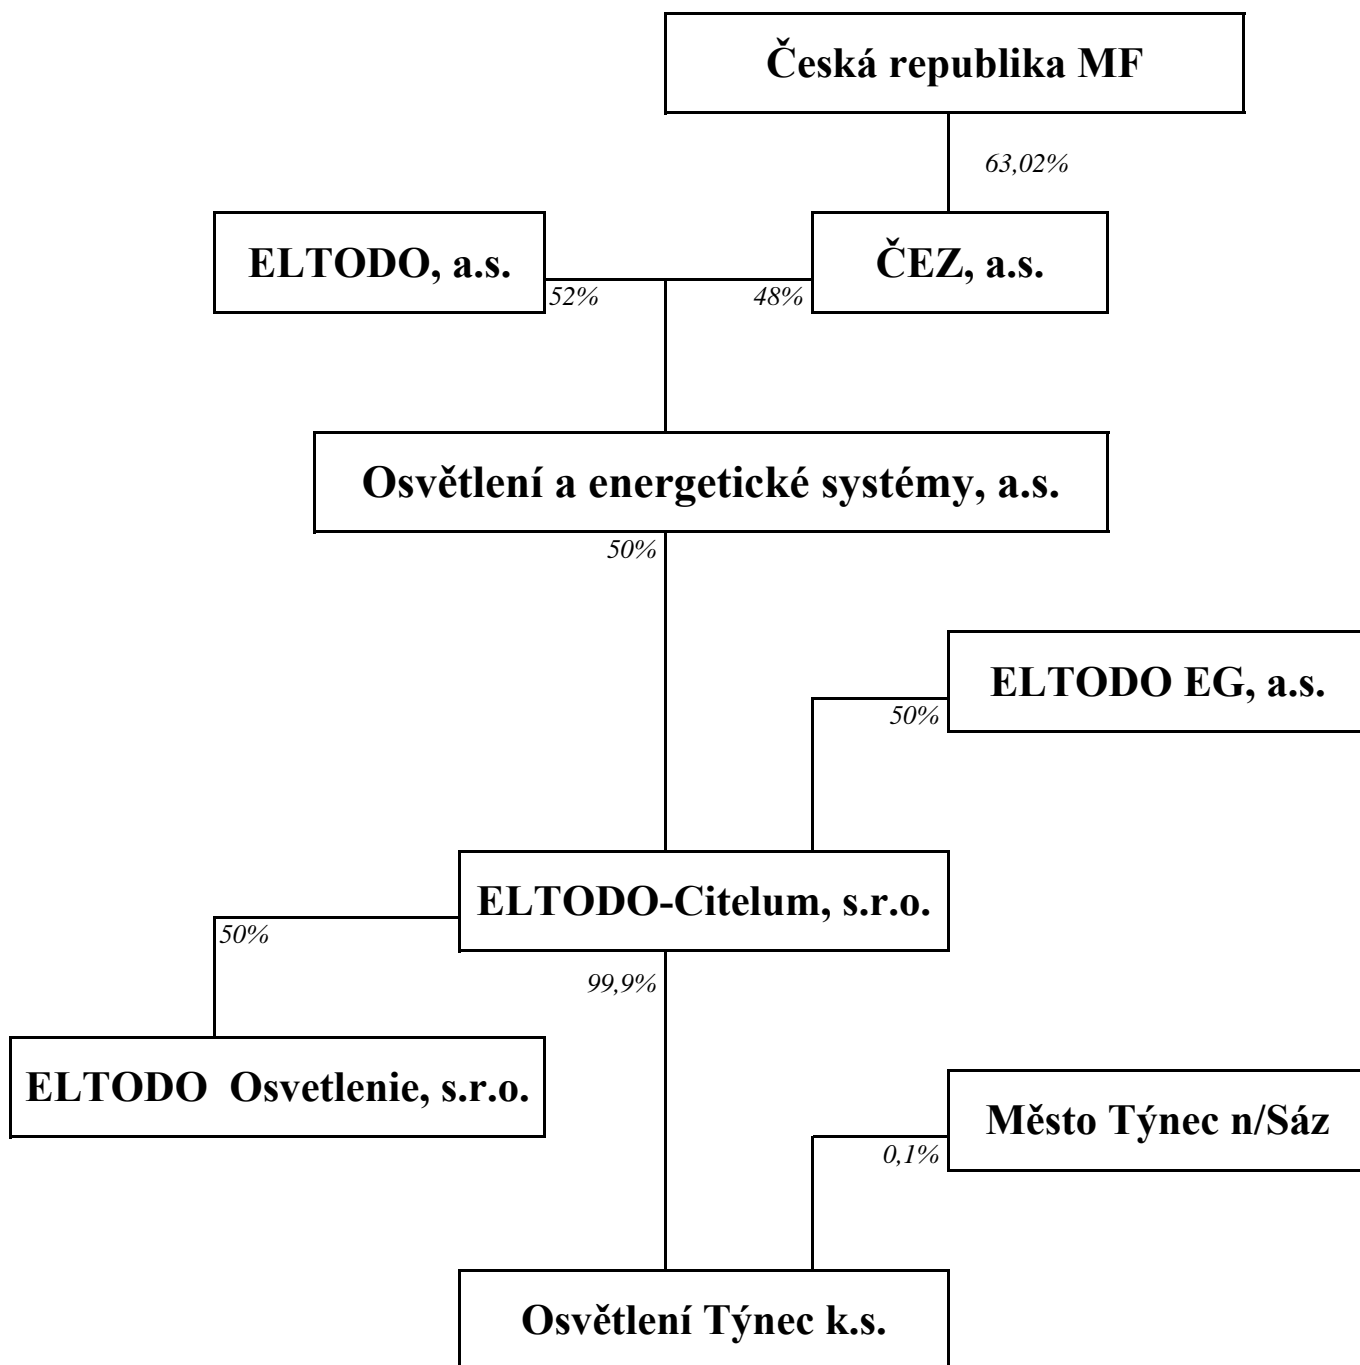 Česká republika MF
63,02%
ELTODO, a.s.
ČEZ, a.s.
52%
48%
Osvětlení a energetické systémy, a.s.
50%
ELTODO EG, a.s.
50%
ELTODO-Citelum, s.r.o.
50%
99,9%
ELTODO  Osvetlenie, s.r.o.
Město Týnec n/Sáz
0,1%
Osvětlení Týnec k.s.